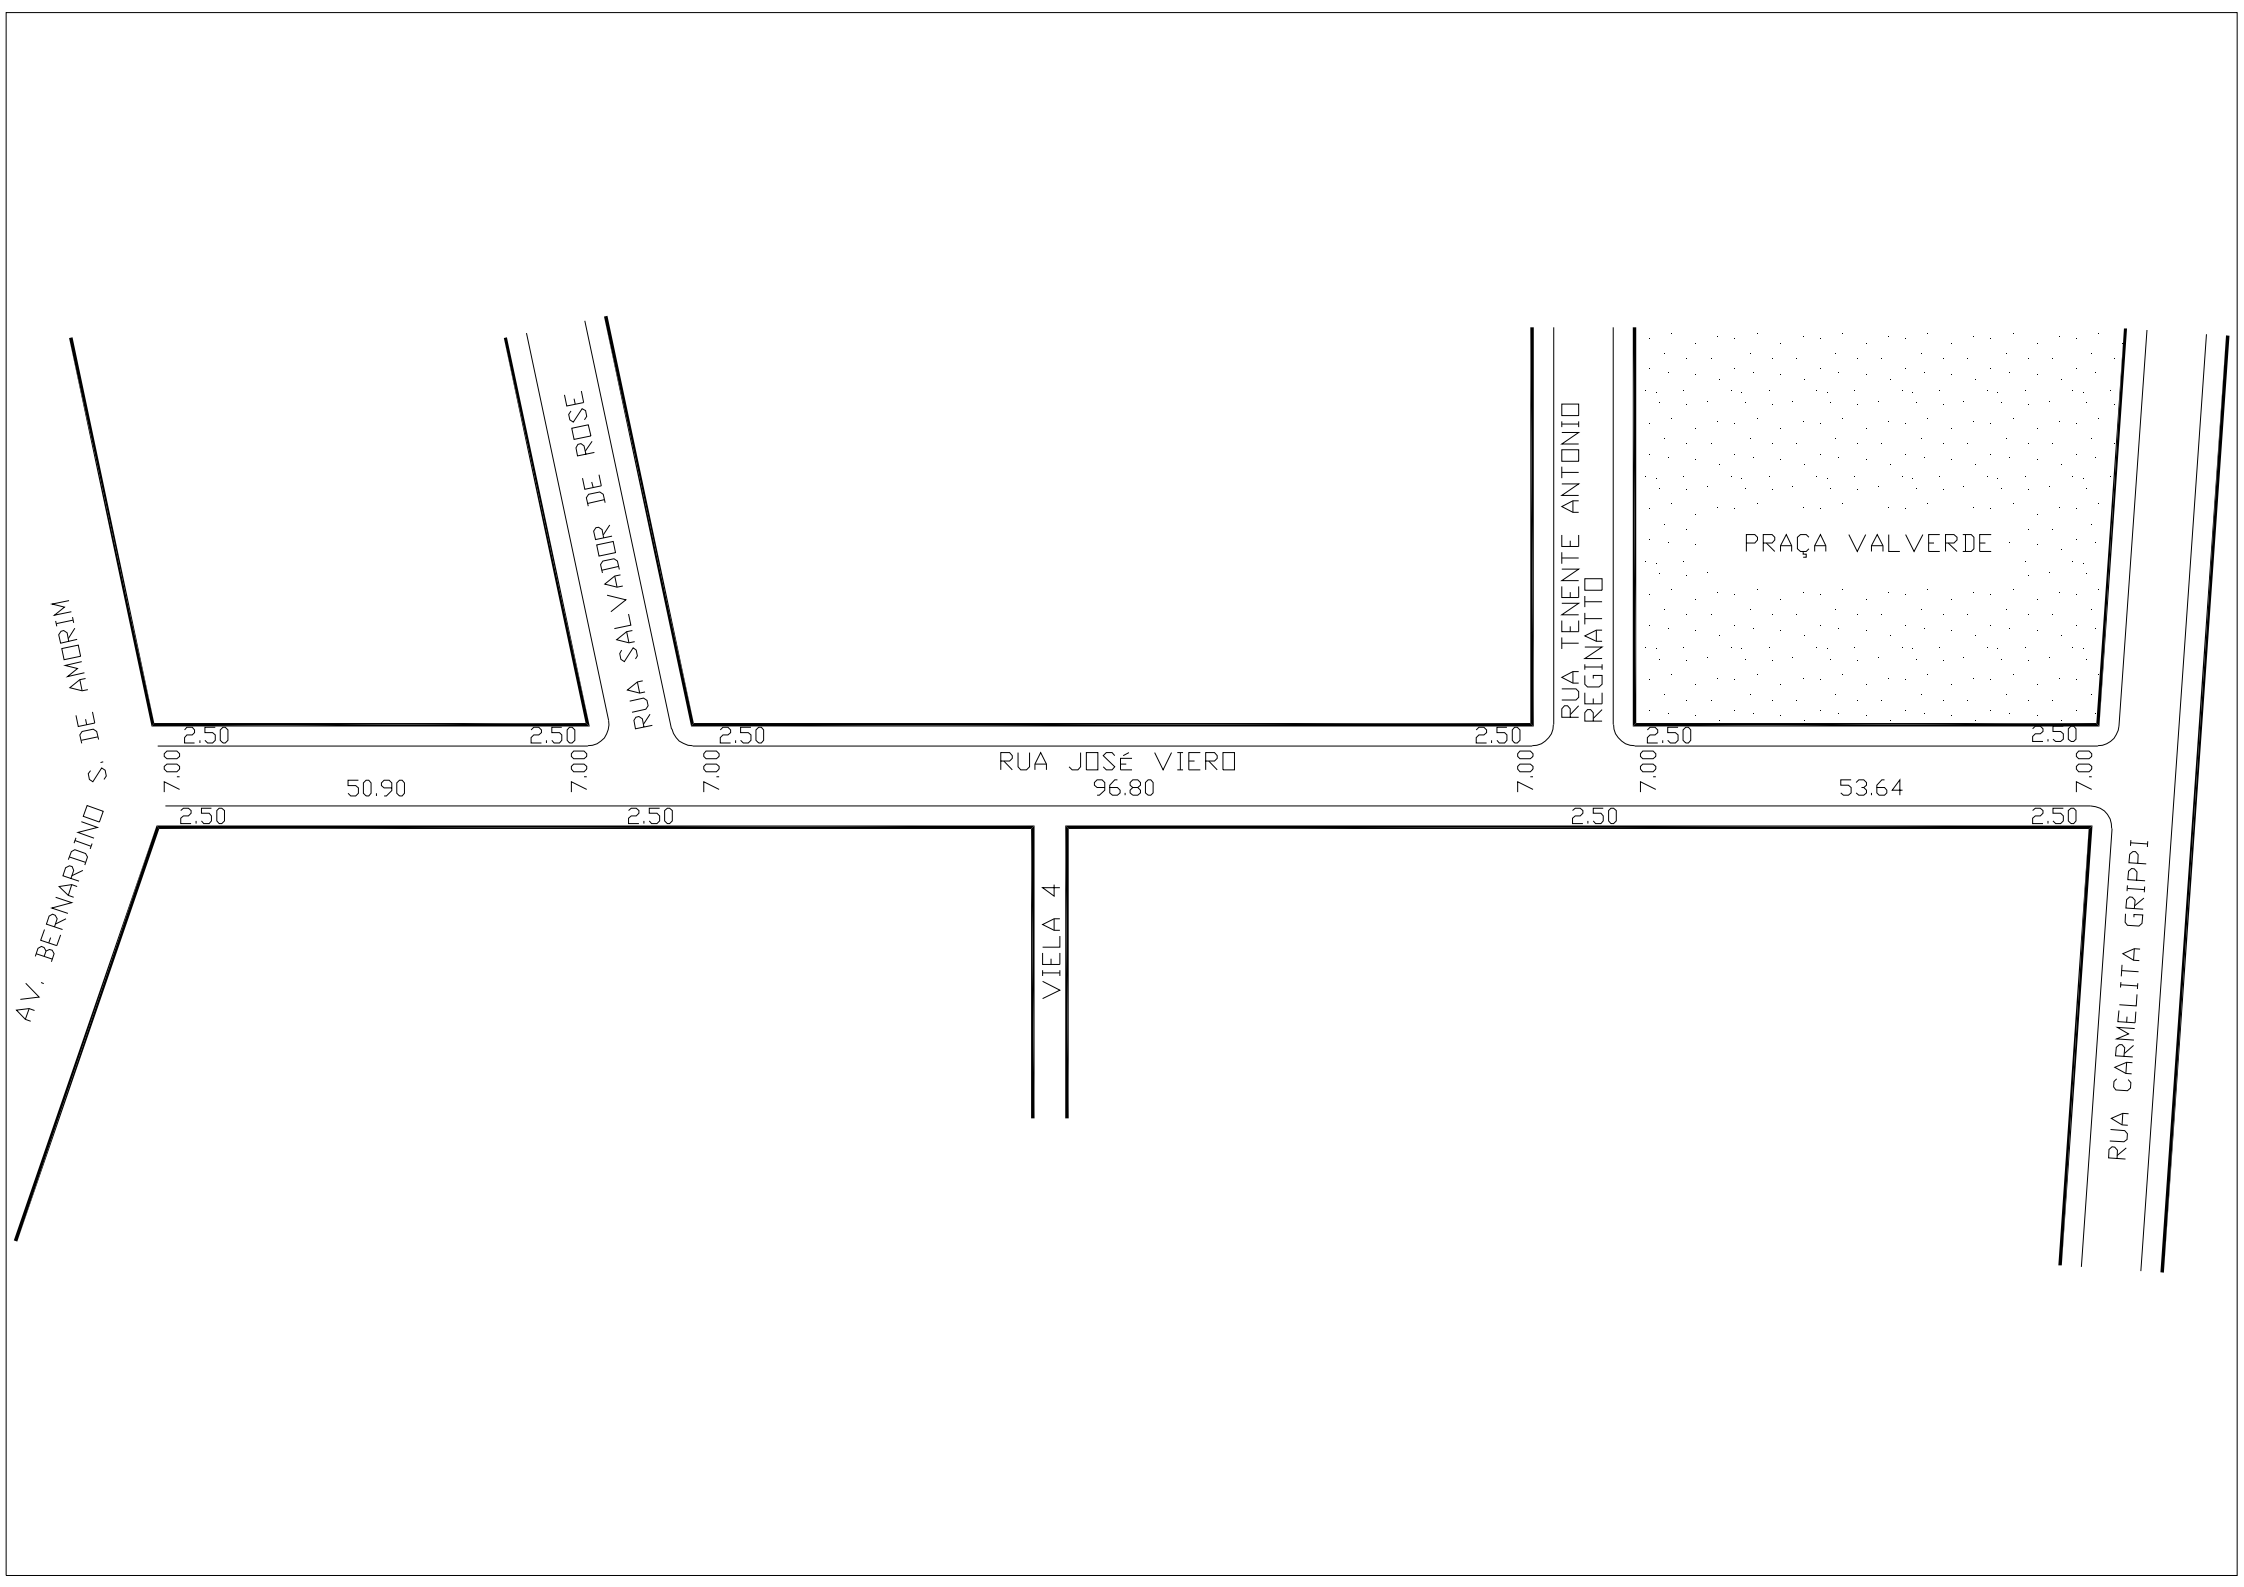 RUA SALVADOR DE ROSE
RUA TENENTE ANTONIO
REGINATTO
PRAÇA VALVERDE
AV. BERNARDINO S. DE AMORIM
2.50
2.50
2.50
2.50
2.50
2.50
7.00
7.00
7.00
RUA JOSÉ VIERO
7.00
7.00
7.00
50.90
96.80
53.64
2.50
2.50
2.50
2.50
VIELA 4
RUA CARMELITA GRIPPI